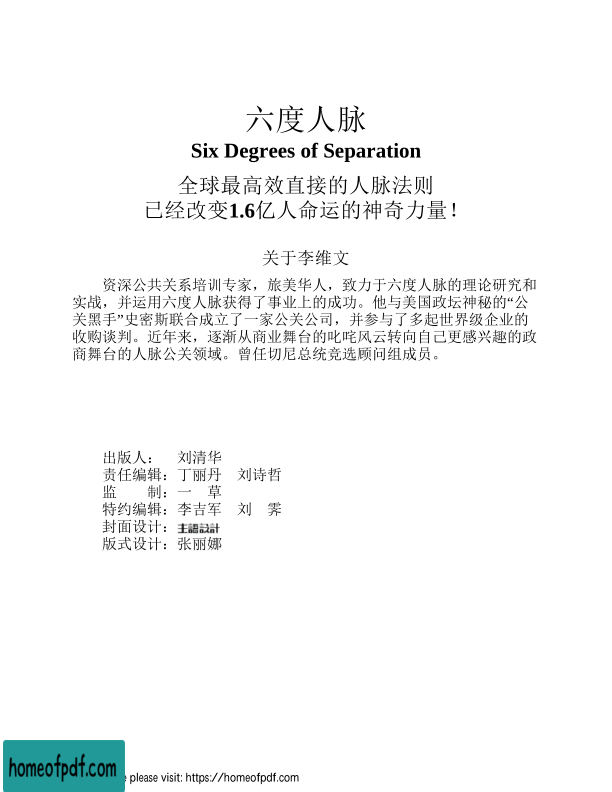 六度人脉
Six Degrees of Separation
全球最高效直接的人脉法则
已经改变1.6亿人命运的神奇力量！
关于李维文
资深公共关系培训专家，旅美华人，致力于六度人脉的理论研究和
实战，并运用六度人脉获得了事业上的成功。他与美国政坛神秘的“公
关黑手”史密斯联合成立了一家公关公司，并参与了多起世界级企业的
收购谈判。近年来，逐渐从商业舞台的叱咤风云转向自己更感兴趣的政
商舞台的人脉公关领域。曾任切尼总统竞选顾问组成员。
出版人： 刘清华
责任编辑：丁丽丹 刘诗哲
监 制：一 草
特约编辑：李吉军 刘 霁
封面设计：主語設計
版式设计：张丽娜
homeofpdf.com
e please visit: https://homeofpdf.com